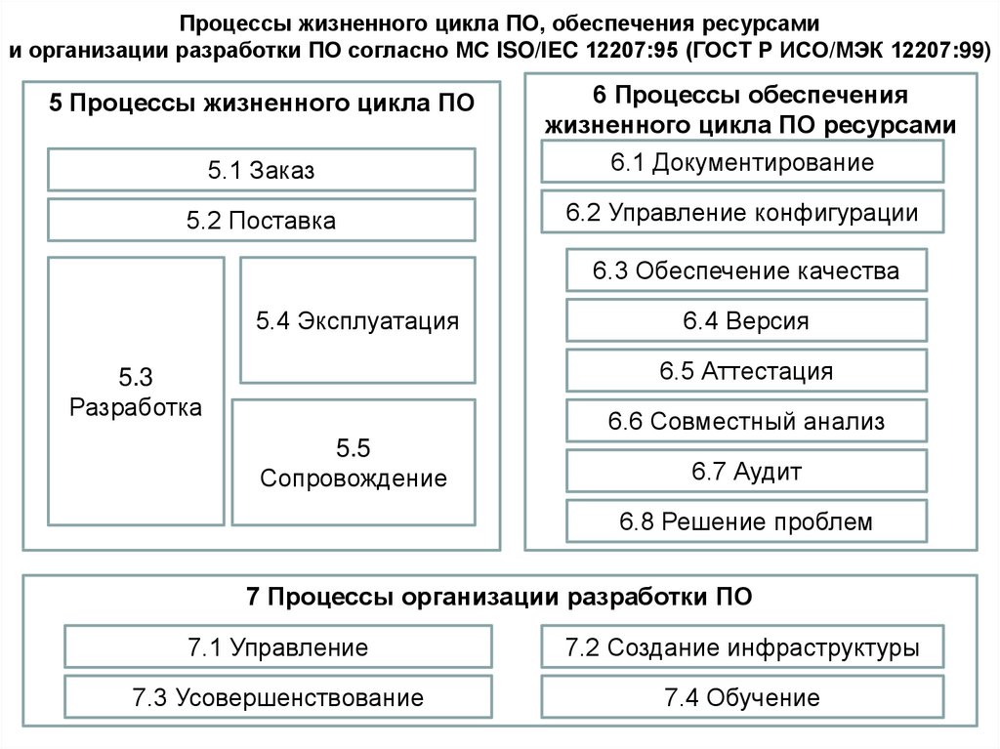 Процессы жизненного цикла ПО, обеспечения ресурсами
и организации разработки ПО согласно МС ISO/IEC 12207:95 (ГОСТ Р ИСО/МЭК 12207:99)
5 Процессы жизненного цикла ПО
5.1 Заказ
5.2 Поставка
5.3
Разработка
5.4 Эксплуатация
5.5
Сопровождение
6 Процессы обеспечения
жизненного цикла ПО ресурсами
6.1 Документирование
6.2 Управление конфигурации
6.3 Обеспечение качества
6.4 Версия
6.5 Аттестация
6.6 Совместный анализ
6.7 Аудит
6.8 Решение проблем
7 Процессы организации разработки ПО
7.1 Управление
7.2 Создание инфраструктуры
7.3 Усовершенствование
7.4 Обучение